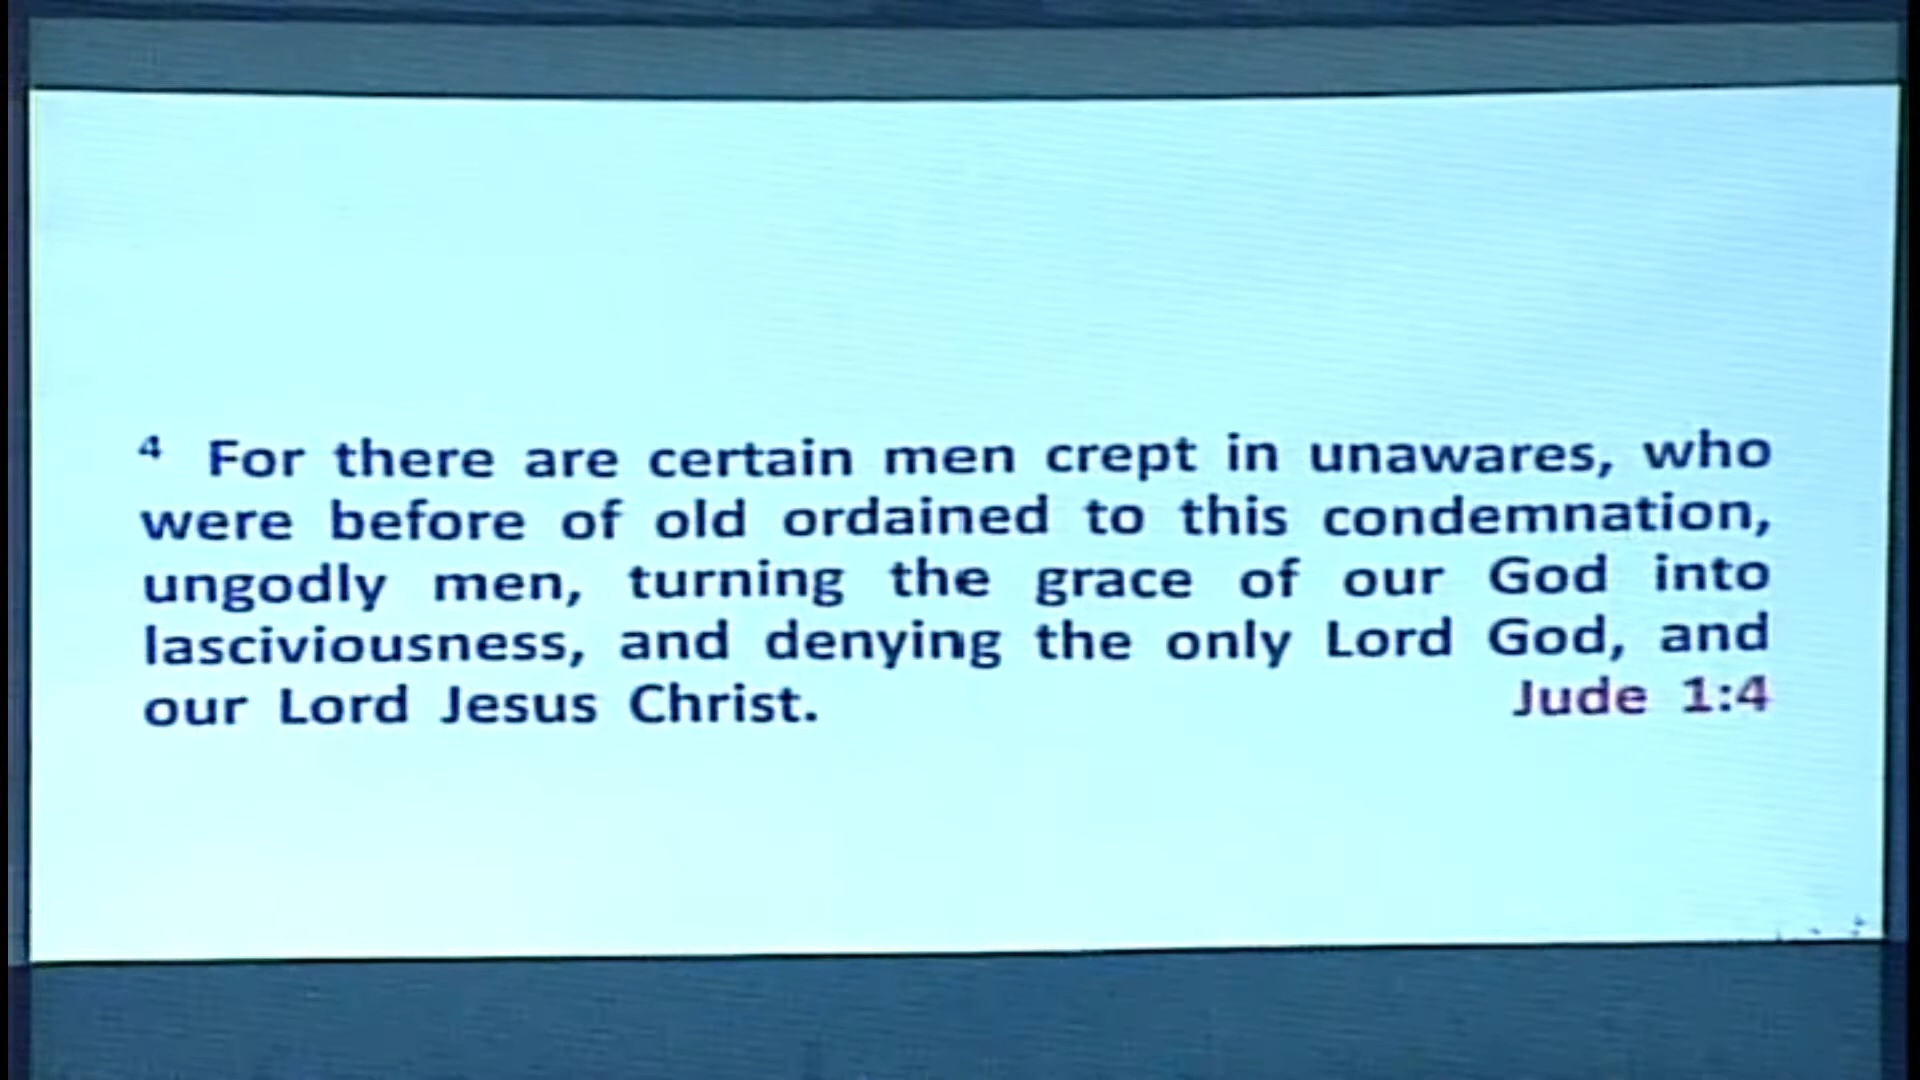 4 For there are certain men crept in unawares, who
were before of old ordained to this condemnation,
ungodly men, turning the grace of our God into
lasciviousness, and denying the only Lord God, and
our Lord Jesus Christ. Jude 1:4